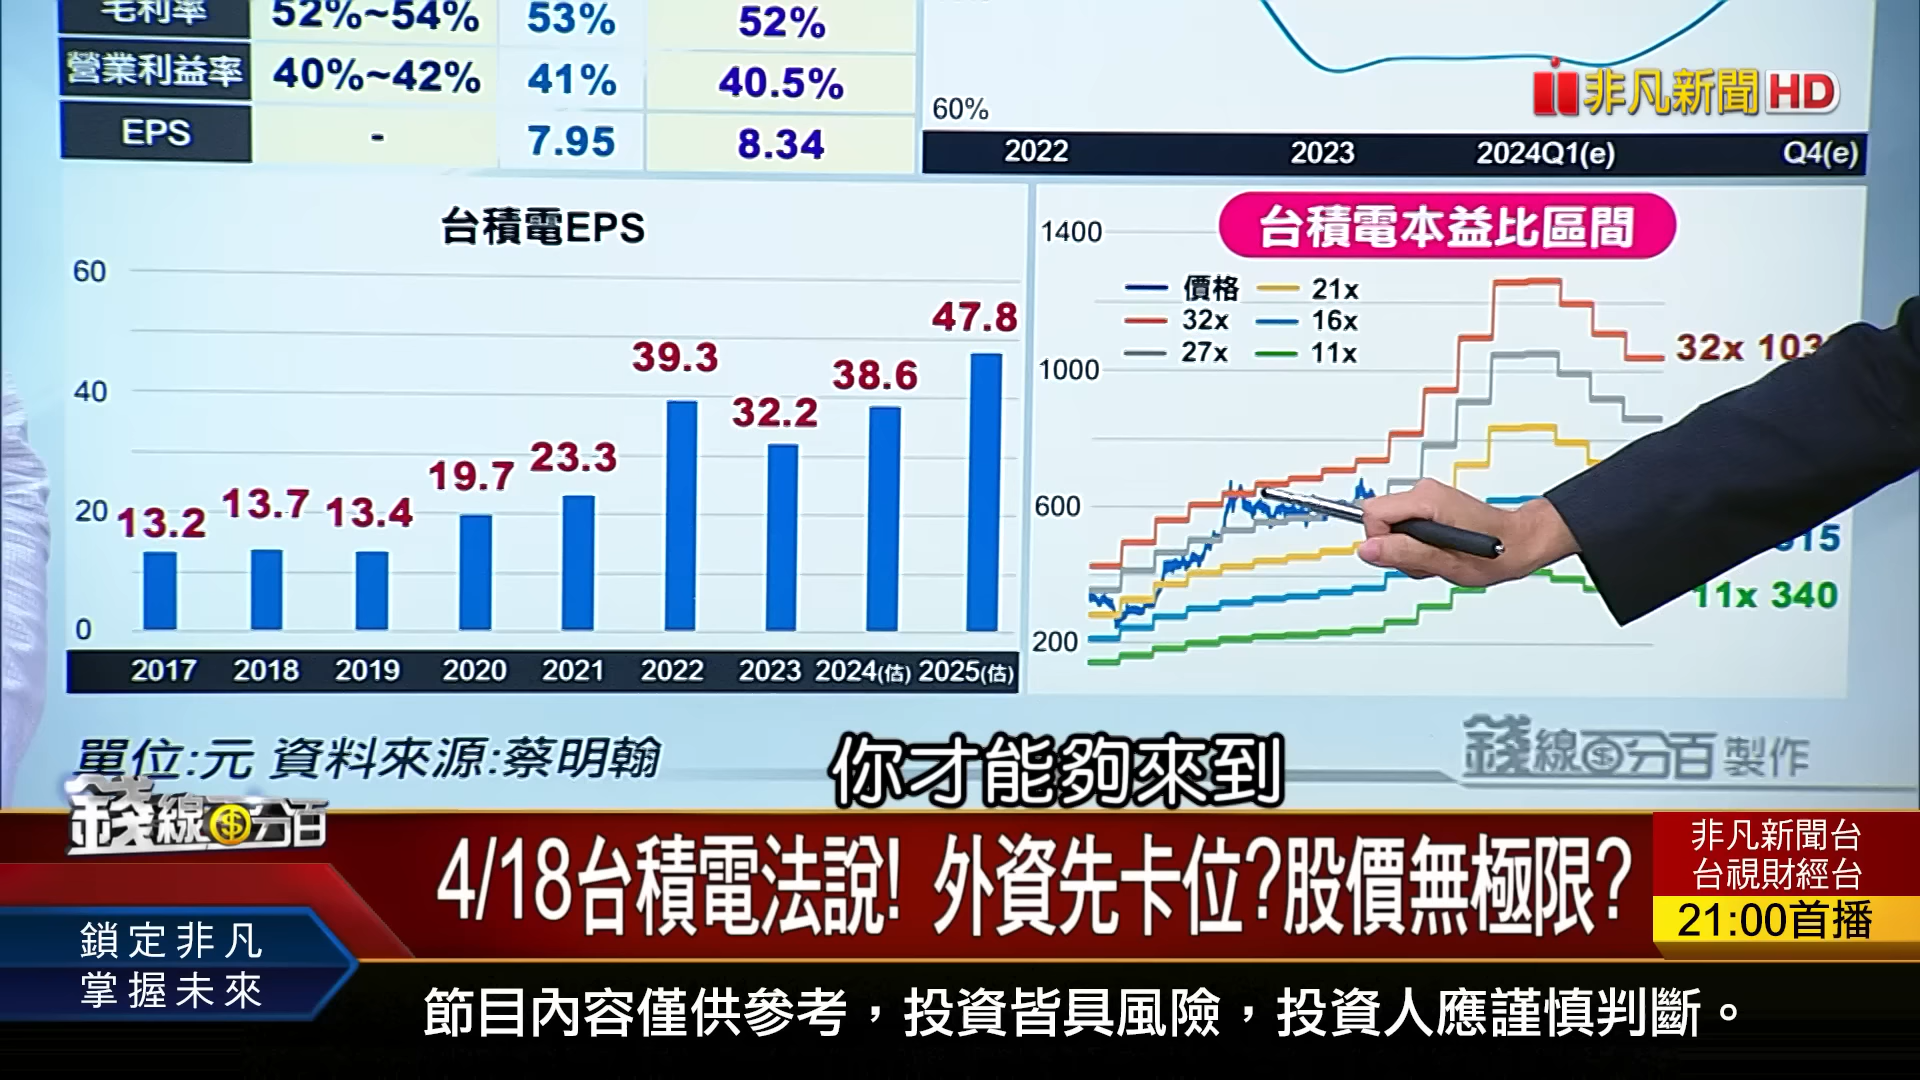 毛利率 52%~54% 53% 52%
營業利益率 40%~42% 41% 40.5%
EPS - 7.95 8.34
60%
2022 2023 2024Q1(e) Q4(e)
非凡新聞HD
台積電EPS
60
40
20
0
13.2 13.7 13.4 19.7 23.3 39.3 32.2 38.6 47.8
2017 2018 2019 2020 2021 2022 2023 2024(估) 2025(估)
台積電本益比區間
1400
1000
600
200
價格 21x
32x 16x
27x 11x
32x
11x 340
單位:元 資料來源:蔡明翰
錢線百分百製作
你才能夠來到
錢線百分百
4/18台積電法說! 外資先卡位?股價無極限?
非凡新聞台
台視財經台
21:00首播
鎖定非凡
掌握未來
節目內容僅供參考，投資皆具風險，投資人應謹慎判斷。